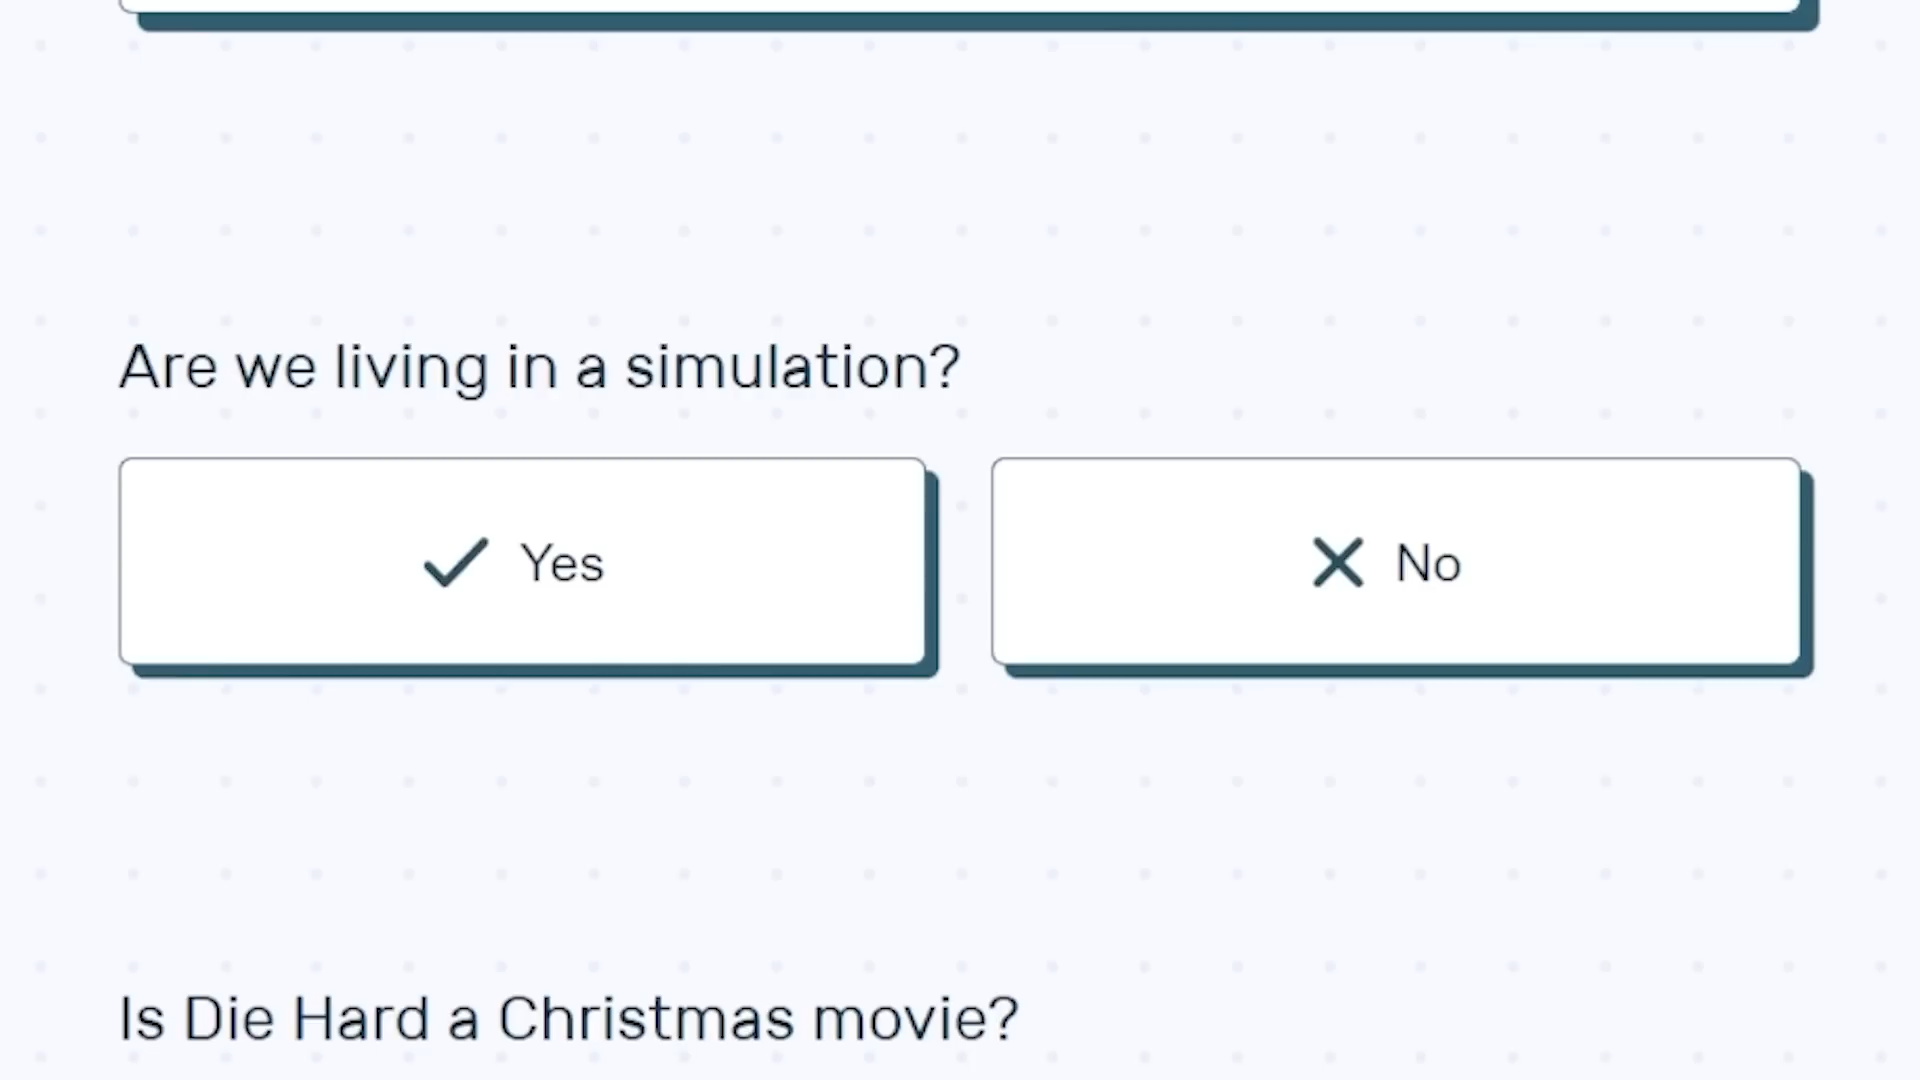 Are we living in a simulation?
Yes
No
Is Die Hard a Christmas movie?